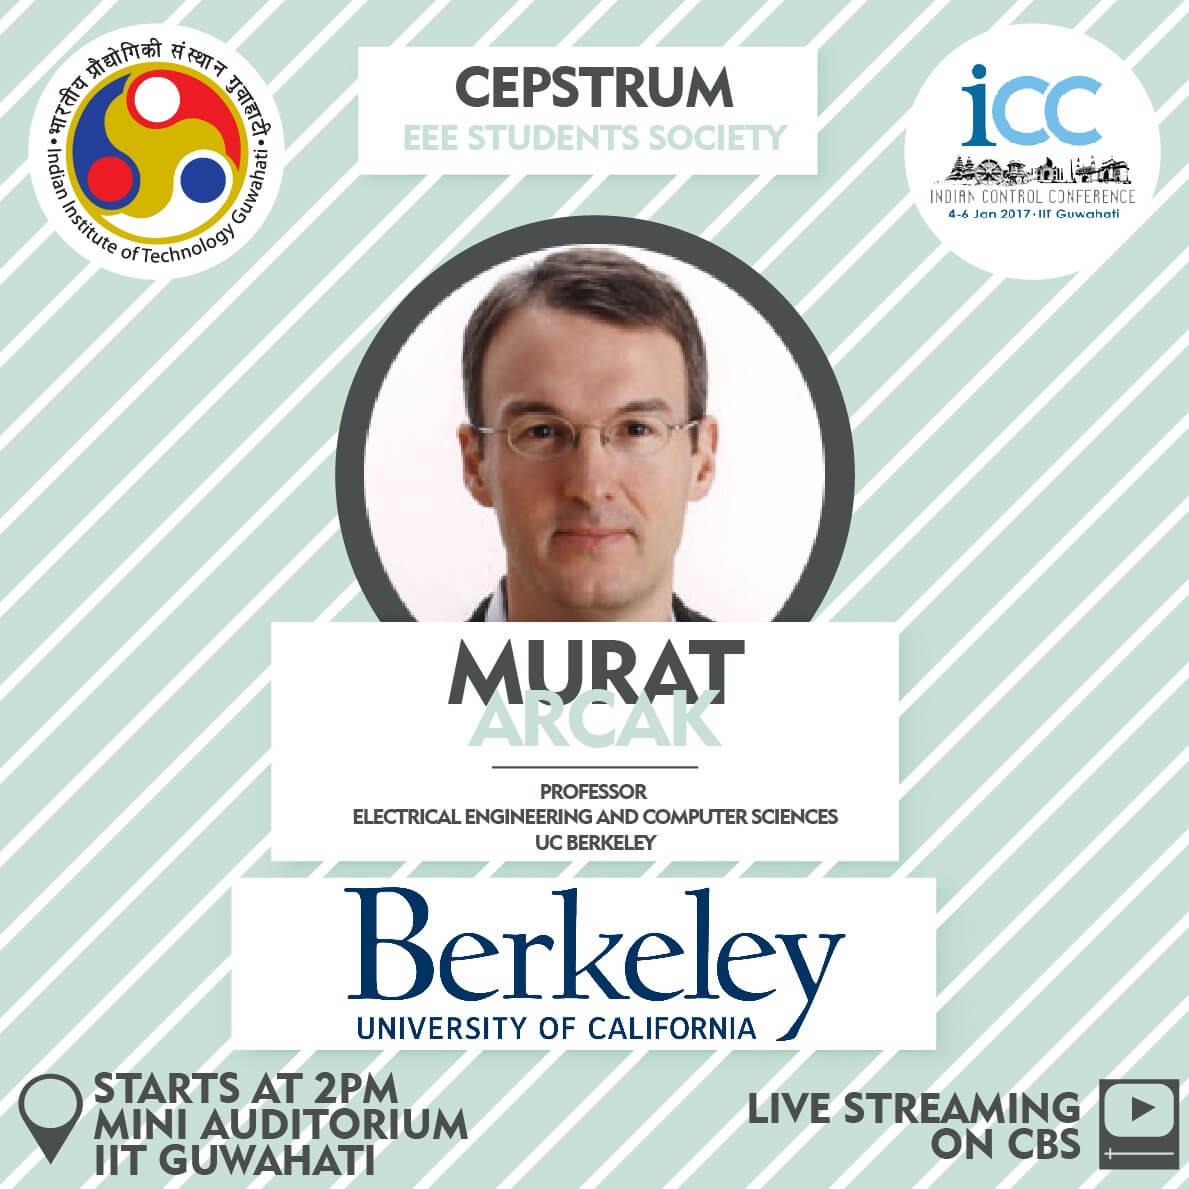 भारतीय प्रौद्योगिकी संस्थान गुवाहाटी
Indian Institute of Technology Guwahati
CEPSTRUM
EEE STUDENTS SOCIETY
icc
INDIAN CONTROL CONFERENCE
4-6 Jan 2017 · IIT Guwahati
MURAT
ARCAK
PROFESSOR
ELECTRICAL ENGINEERING AND COMPUTER SCIENCES
UC BERKELEY
Berkeley
UNIVERSITY OF CALIFORNIA
STARTS AT 2PM
MINI AUDITORIUM
IIT GUWAHATI
LIVE STREAMING
ON CBS